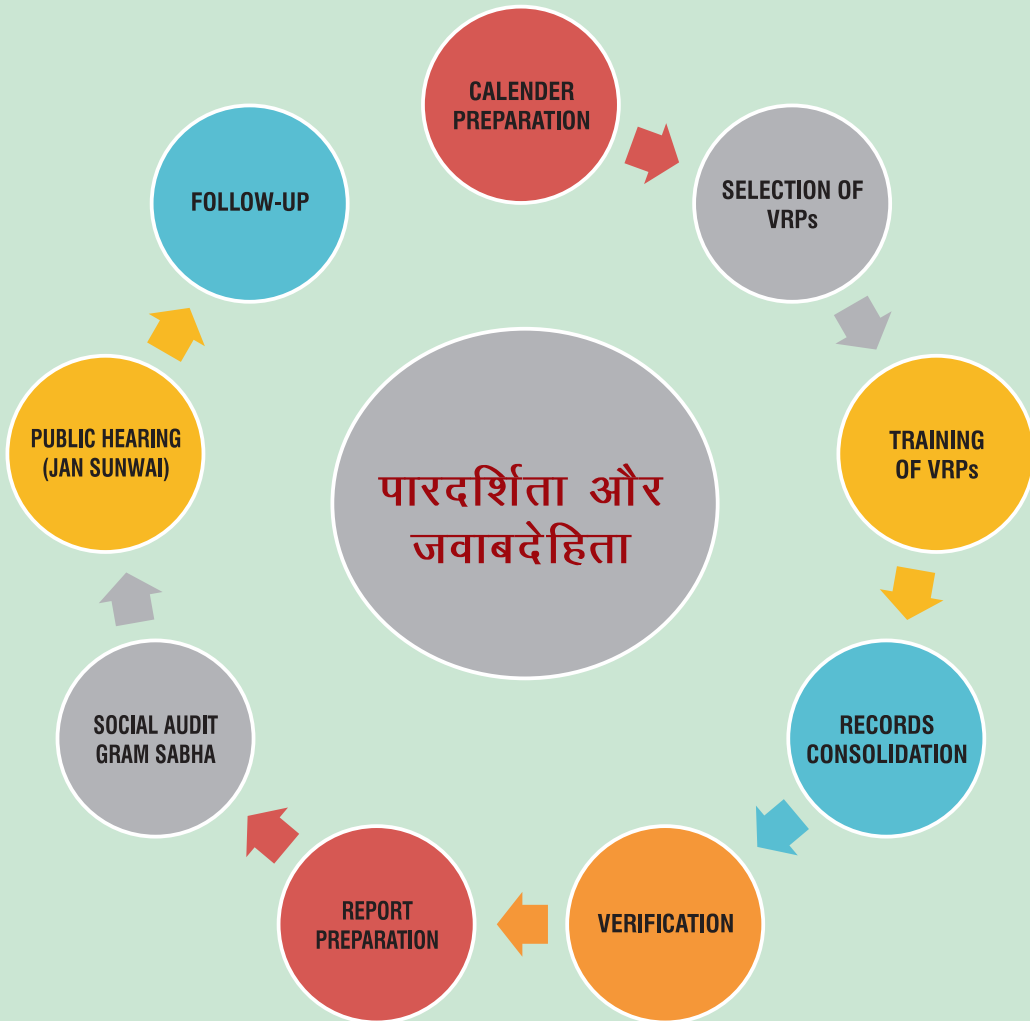 CALENDER
PREPARATION
SELECTION OF
VRPs
TRAINING
OF VRPs
RECORDS
CONSOLIDATION
VERIFICATION
REPORT
PREPARATION
SOCIAL AUDIT
GRAM SABHA
PUBLIC HEARING
(JAN SUNWAI)
FOLLOW-UP
पारदर्शिता और
जवाबदेहिता